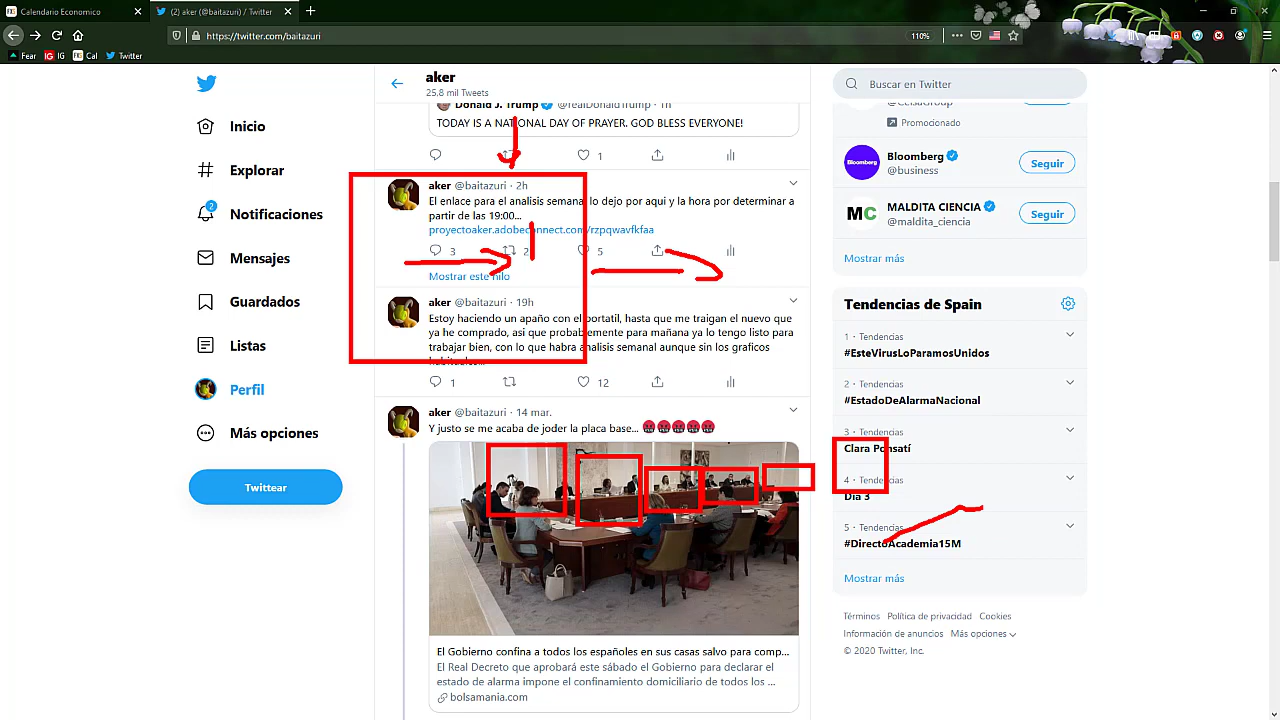 Calendario Economico
(2) aker (@baitazuri) / Twitter
https://twitter.com/baitazuri
110%
Fear
IG IG
Cal
Twitter
Inicio
Explorar
2
Notificaciones
Mensajes
Guardados
Listas
Perfil
Más opciones
Twittear
aker
25.8 mil Tweets
Donald J. Trump @realDonaldTrump · 1h
TODAY IS A NATIONAL DAY OF PRAYER. GOD BLESS EVERYONE!
1
aker @baitazuri · 2h
El enlace para el analisis semanal lo dejo por aqui y la hora por determinar a
partir de las 19:00...
proyectoaker.adobeconnect.com/rzpqwavfkfaa
3 2 5
Mostrar este hilo
aker @baitazuri · 19h
Estoy haciendo un apaño con el portatil, hasta que me traigan el nuevo que
ya he comprado, asi que probablemente para mañana ya lo tengo listo para
trabajar bien, con lo que habra analisis semanal aunque sin los graficos
habituales...
1 12
aker @baitazuri · 14 mar.
Y justo se me acaba de joder la placa base...
El Gobierno confina a todos los españoles en sus casas salvo para comp...
El Real Decreto que aprobará este sábado el Gobierno para declarar el
estado de alarma impone el confinamiento domiciliario de todos los ...
bolsamania.com
Buscar en Twitter
@CelsaGroup
Promocionado
Bloomberg
Bloomberg
@business
Seguir
MC
MALDITA CIENCIA
@maldita_ciencia
Seguir
Mostrar más
Tendencias de Spain
1 · Tendencias
#EsteVirusLoParamosUnidos
2 · Tendencias
#EstadoDeAlarmaNacional
3 · Tendencias
Clara Ponsatí
4 · Tendencias
Día 3
5 · Tendencias
#DirectoAcademia15M
Mostrar más
Términos Política de privacidad Cookies
Información de anuncios Más opciones
© 2020 Twitter, Inc.